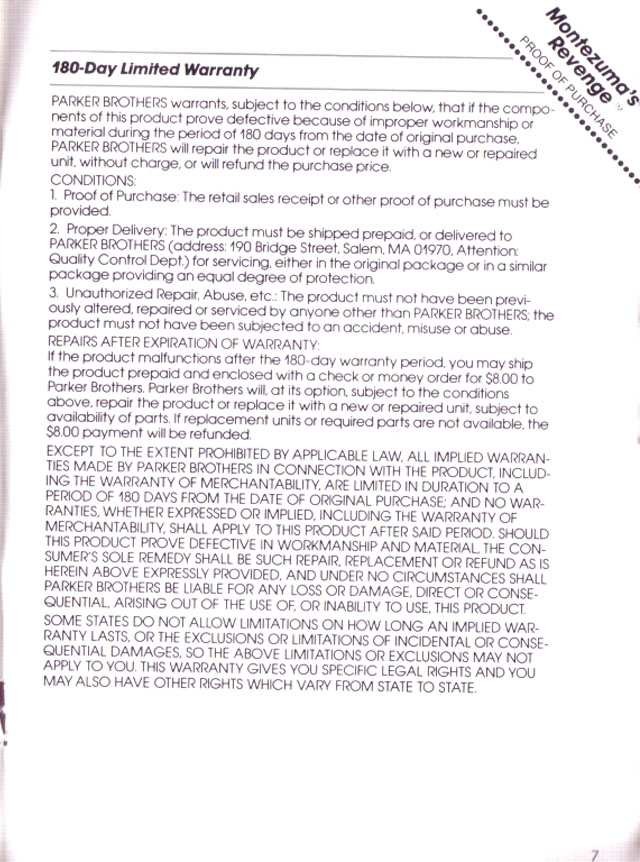 Montezuma's
Revenge
PROOF OF PURCHASE
180-Day Limited Warranty
PARKER BROTHERS warrants, subject to the conditions below, that if the compo-
nents of this product prove defective because of improper workmanship or
material during the period of 180 days from the date of original purchase,
PARKER BROTHERS will repair the product or replace it with a new or repaired
unit, without charge, or will refund the purchase price.
CONDITIONS:
1. Proof of Purchase: The retail sales receipt or other proof of purchase must be
provided.
2. Proper Delivery: The product must be shipped prepaid, or delivered to
PARKER BROTHERS (address: 190 Bridge Street, Salem, MA 01970, Attention:
Quality Control Dept.) for servicing, either in the original package or in a similar
package providing an equal degree of protection.
3. Unauthorized Repair, Abuse, etc.: The product must not have been previ-
ously altered, repaired or serviced by anyone other than PARKER BROTHERS; the
product must not have been subjected to an accident, misuse or abuse.
REPAIRS AFTER EXPIRATION OF WARRANTY:
If the product malfunctions after the 180-day warranty period, you may ship
the product prepaid and enclosed with a check or money order for $8.00 to
Parker Brothers. Parker Brothers will, at its option, subject to the conditions
above, repair the product or replace it with a new or repaired unit, subject to
availability of parts. If replacement units or required parts are not available, the
$8.00 payment will be refunded.
EXCEPT TO THE EXTENT PROHIBITED BY APPLICABLE LAW, ALL IMPLIED WARRAN-
TIES MADE BY PARKER BROTHERS IN CONNECTION WITH THE PRODUCT, INCLUD-
ING THE WARRANTY OF MERCHANTABILITY, ARE LIMITED IN DURATION TO A
PERIOD OF 180 DAYS FROM THE DATE OF ORIGINAL PURCHASE; AND NO WAR-
RANTIES, WHETHER EXPRESSED OR IMPLIED, INCLUDING THE WARRANTY OF
MERCHANTABILITY, SHALL APPLY TO THIS PRODUCT AFTER SAID PERIOD. SHOULD
THIS PRODUCT PROVE DEFECTIVE IN WORKMANSHIP AND MATERIAL, THE CON-
SUMER'S SOLE REMEDY SHALL BE SUCH REPAIR, REPLACEMENT OR REFUND AS IS
HEREIN ABOVE EXPRESSLY PROVIDED, AND UNDER NO CIRCUMSTANCES SHALL
PARKER BROTHERS BE LIABLE FOR ANY LOSS OR DAMAGE, DIRECT OR CONSE-
QUENTIAL, ARISING OUT OF THE USE OF, OR INABILITY TO USE, THIS PRODUCT.
SOME STATES DO NOT ALLOW LIMITATIONS ON HOW LONG AN IMPLIED WAR-
RANTY LASTS, OR THE EXCLUSIONS OR LIMITATIONS OF INCIDENTAL OR CONSE-
QUENTIAL DAMAGES, SO THE ABOVE LIMITATIONS OR EXCLUSIONS MAY NOT
APPLY TO YOU. THIS WARRANTY GIVES YOU SPECIFIC LEGAL RIGHTS AND YOU
MAY ALSO HAVE OTHER RIGHTS WHICH VARY FROM STATE TO STATE.
7